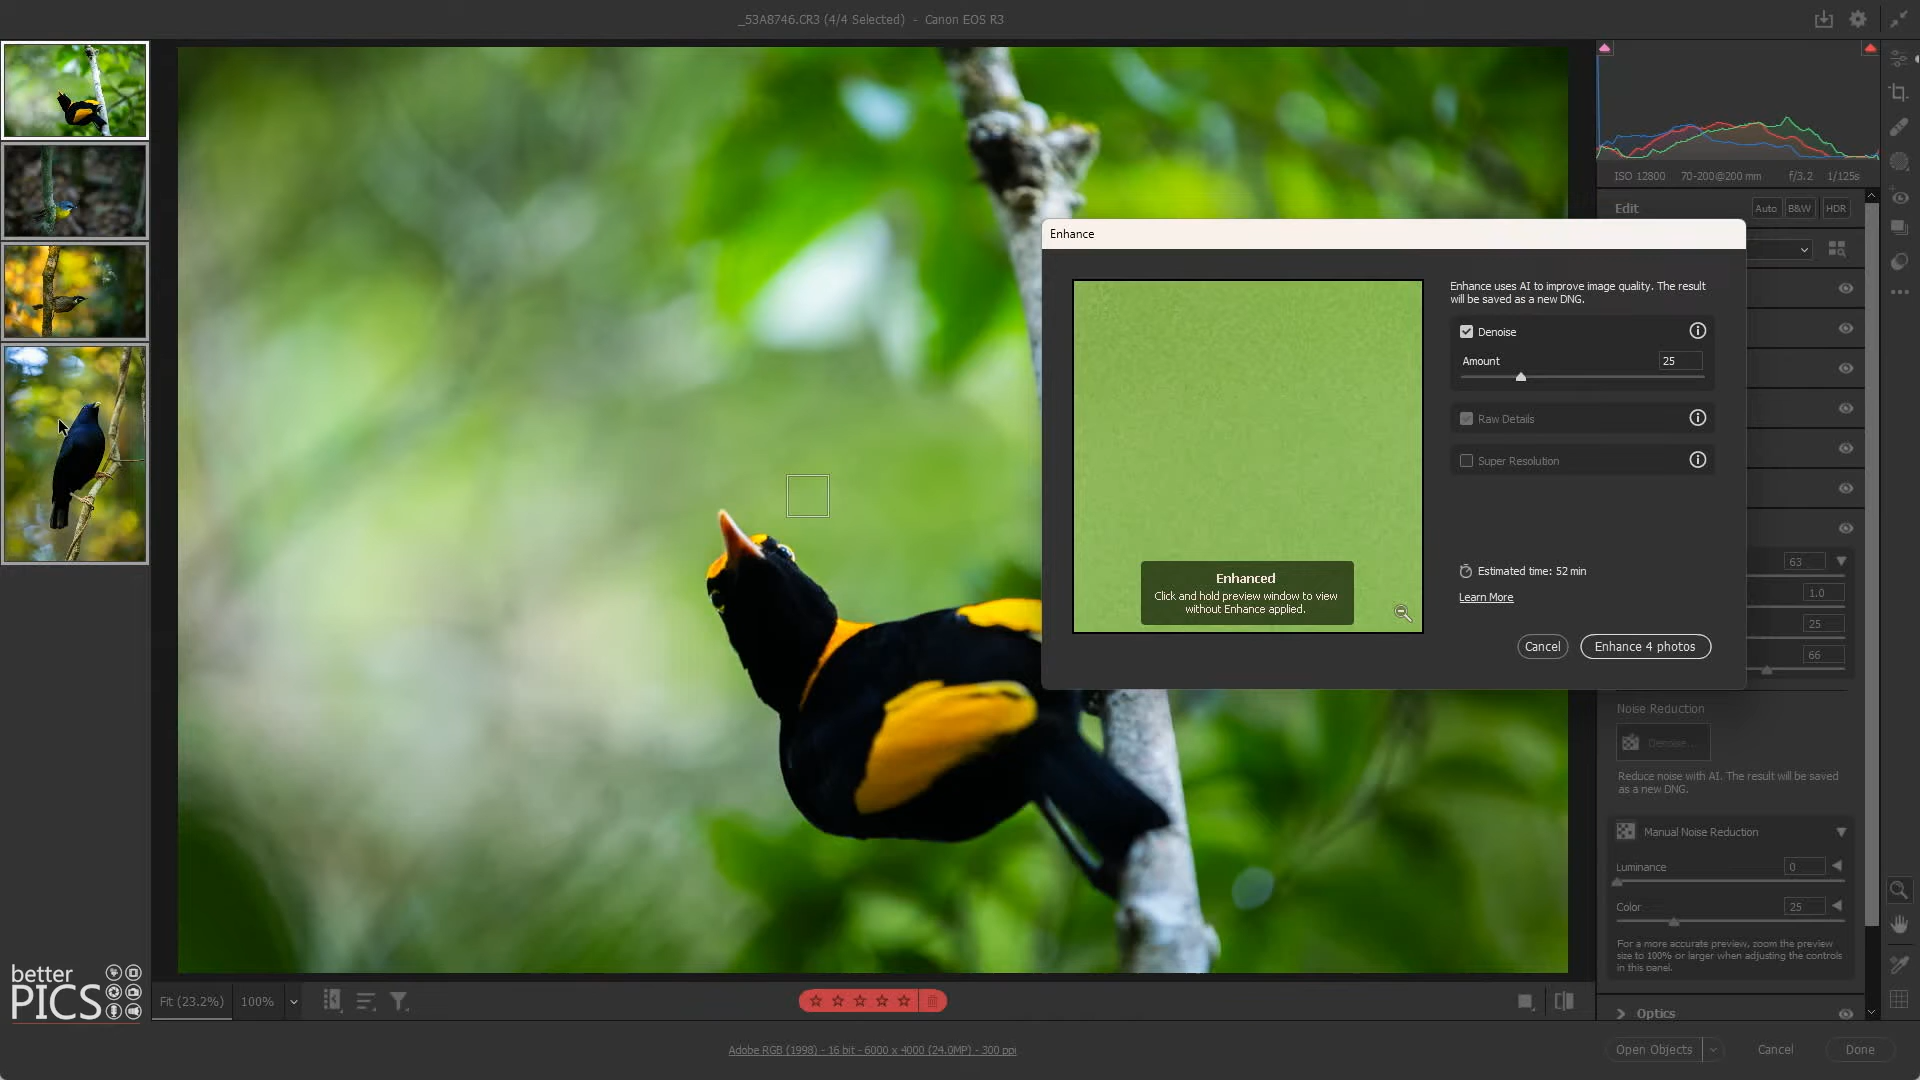 _53A8746.CR3 (4/4 Selected) - Canon EOS R3
ISO 12800 70-200@200 mm f/3.2 1/125s
Edit Auto B&W HDR
Enhance
Enhance uses AI to improve image quality. The result
will be saved as a new DNG.
Denoise
Amount 25
Raw Details
Super Resolution
Enhanced
Click and hold preview window to view
without Enhance applied.
Estimated time: 52 min
Learn More
Cancel Enhance 4 photos
63
1.0
25
66
Noise Reduction
Denoise...
Reduce noise with AI. The result will be saved
as a new DNG.
Manual Noise Reduction
Luminance 0
Color 25
For a more accurate preview, zoom the preview
size to 100% or larger when adjusting the controls
in this panel.
Optics
better
PICS
Fit (23.2%) 100%
Adobe RGB (1998) - 16 bit - 6000 x 4000 (24.0MP) - 300 ppi
Open Objects Cancel Done